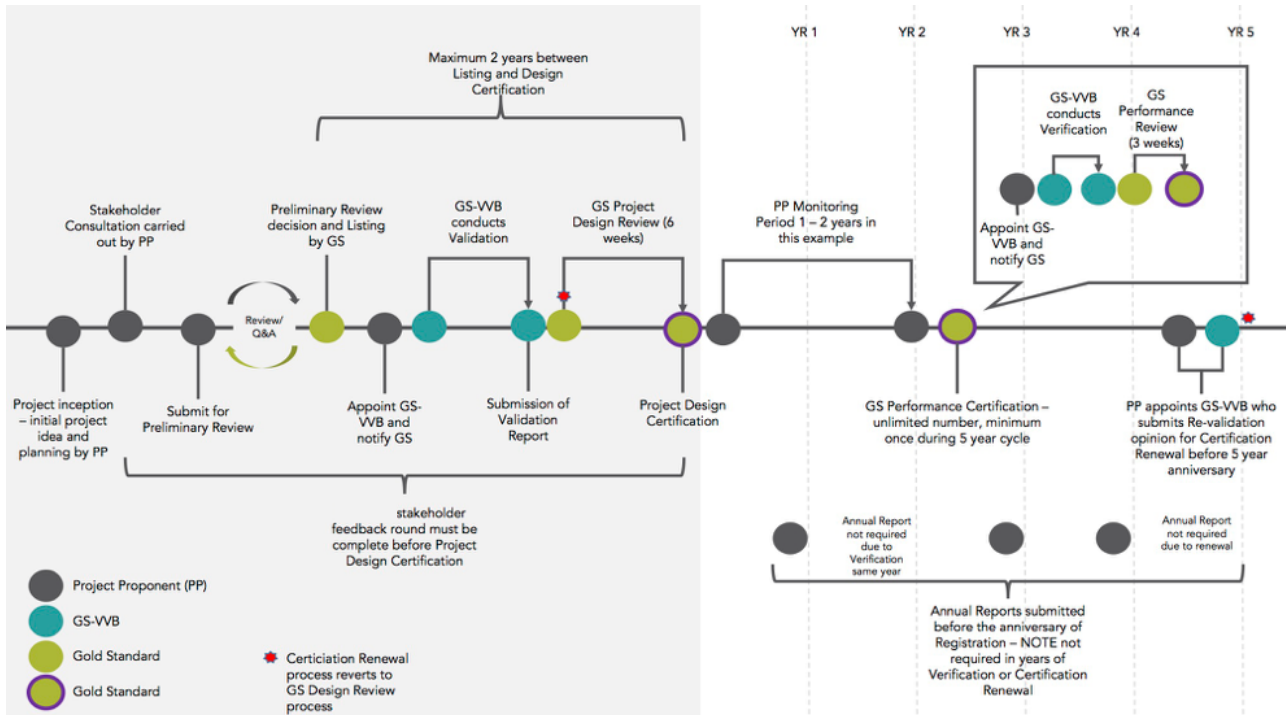 YR 1
YR 2
YR 3
YR 4
YR 5
Maximum 2 years between
Listing and Design
Certification
GS-VVB
conducts
Verification
GS
Performance
Review
(3 weeks)
Appoint GS-
VVB and
notify GS
Stakeholder
Consultation carried
out by PP
Preliminary Review
decision and Listing
by GS
GS-VVB
conducts
Validation
GS Project
Design Review (6
weeks)
PP Monitoring
Period 1 – 2 years in
this example
Review/
Q&A
Project inception
– initial project
idea and
planning by PP
Submit for
Preliminary Review
Appoint GS-
VVB and
notify GS
Submission of
Validation
Report
Project Design
Certification
GS Performance Certification –
unlimited number, minimum
once during 5 year cycle
PP appoints GS-VVB who
submits Re-validation
opinion for Certification
Renewal before 5 year
anniversary
stakeholder
feedback round must be
complete before Project
Design Certification
Annual Report
not required
due to
Verification
same year
Annual Report
not required
due to renewal
Annual Reports submitted
before the anniversary of
Registration – NOTE not
required in years of
Verification or Certification
Renewal
Project Proponent (PP)
GS-VVB
Gold Standard
Gold Standard
Certiciation Renewal
process reverts to
GS Design Review
process